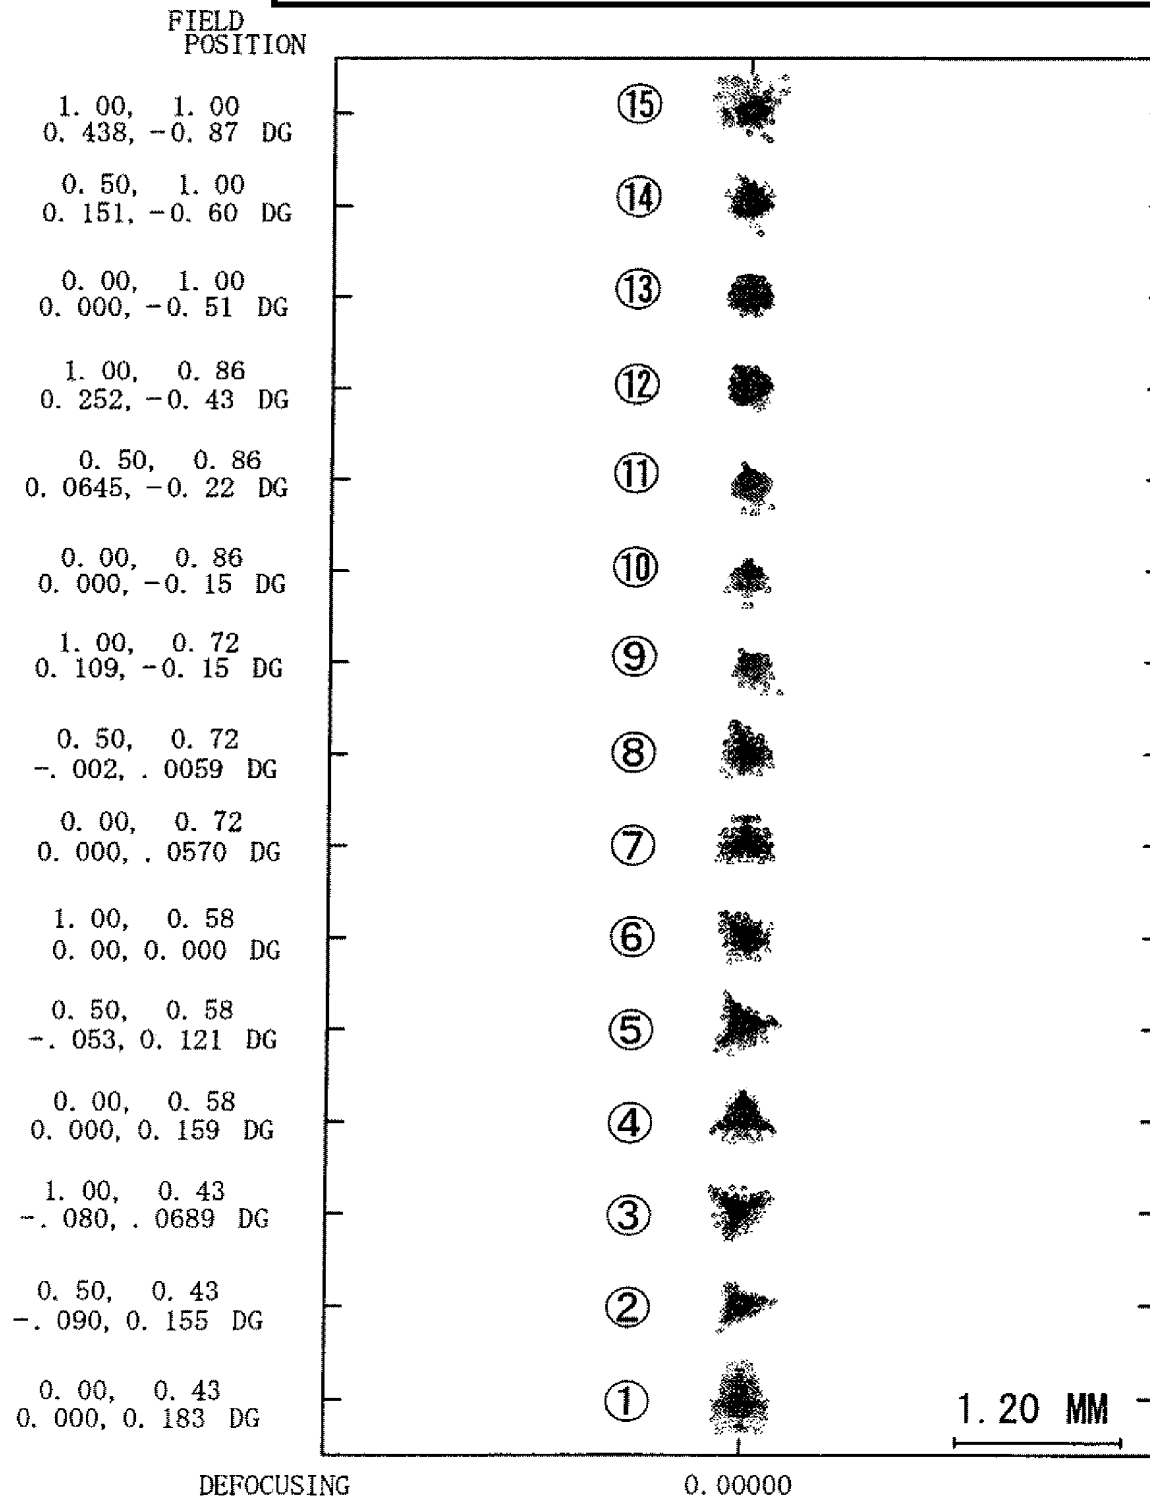 FIELD
POSITION
1. 00, 1. 00
0. 438, -0. 87 DG
⑮
0. 50, 1. 00
0. 151, -0. 60 DG
⑭
0. 00, 1. 00
0. 000, -0. 51 DG
⑬
1. 00, 0. 86
0. 252, -0. 43 DG
⑫
0. 50, 0. 86
0. 0645, -0. 22 DG
⑪
0. 00, 0. 86
0. 000, -0. 15 DG
⑩
1. 00, 0. 72
0. 109, -0. 15 DG
⑨
0. 50, 0. 72
-. 002, . 0059 DG
⑧
0. 00, 0. 72
0. 000, . 0570 DG
⑦
1. 00, 0. 58
0. 00, 0. 000 DG
⑥
0. 50, 0. 58
-. 053, 0. 121 DG
⑤
0. 00, 0. 58
0. 000, 0. 159 DG
④
1. 00, 0. 43
-. 080, . 0689 DG
③
0. 50, 0. 43
-. 090, 0. 155 DG
②
0. 00, 0. 43
0. 000, 0. 183 DG
①
1. 20 MM
DEFOCUSING 0. 00000